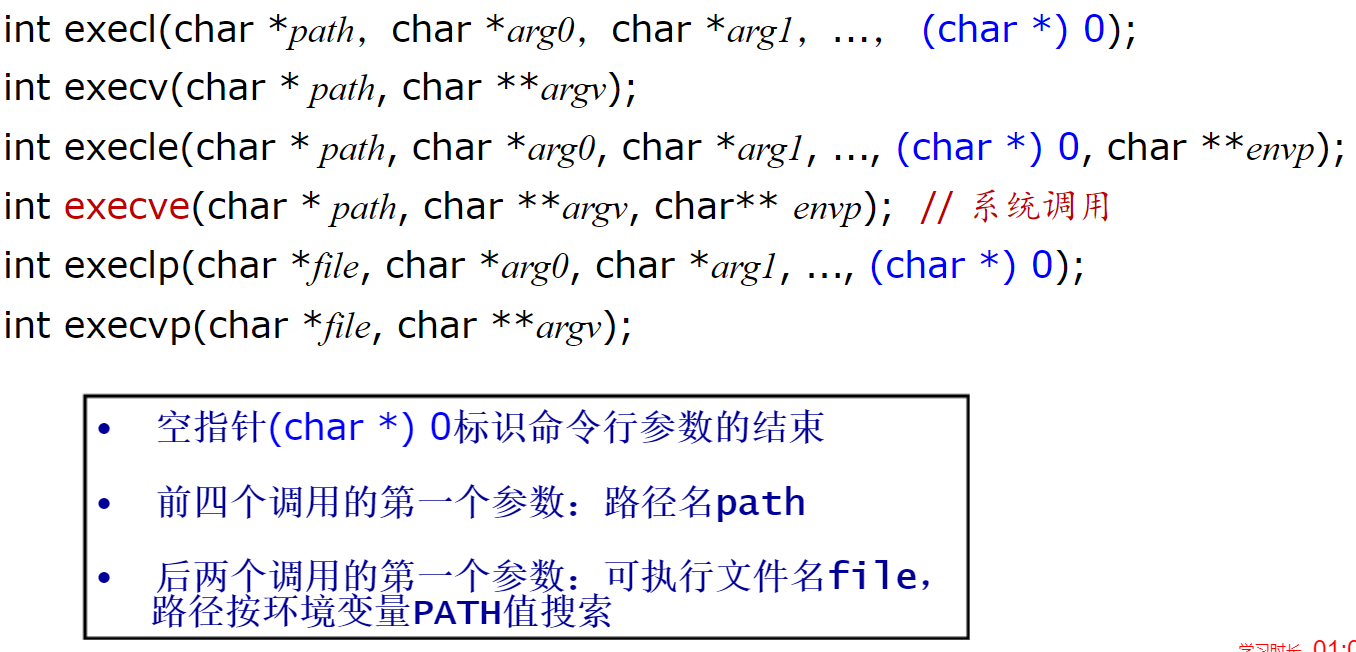 int execl(char *path, char *arg0, char *arg1, ..., (char *) 0);
int execv(char * path, char **argv);
int execle(char * path, char *arg0, char *arg1, ..., (char *) 0, char **envp);
int execve(char * path, char **argv, char** envp); // 系统调用
int execlp(char *file, char *arg0, char *arg1, ..., (char *) 0);
int execvp(char *file, char **argv);
• 空指针(char *) 0标识命令行参数的结束
• 前四个调用的第一个参数：路径名path
• 后两个调用的第一个参数：可执行文件名file，
路径按环境变量PATH值搜索
学习时长 01:0